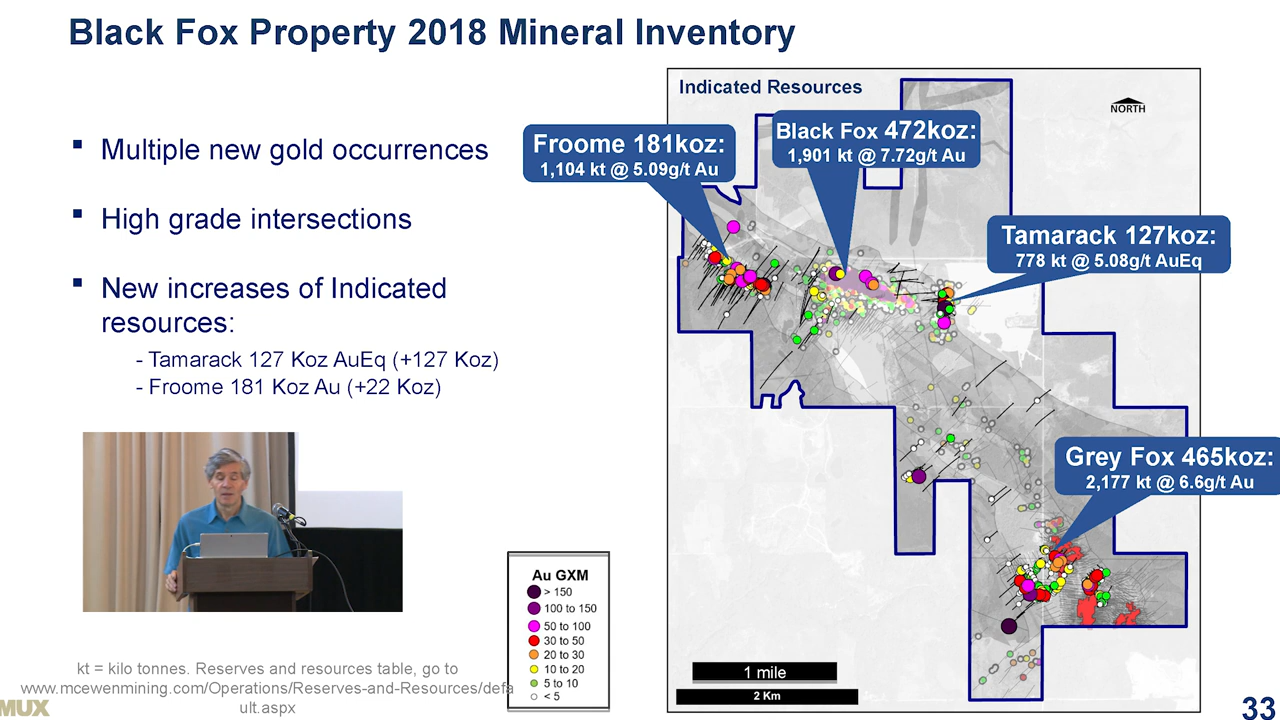 Black Fox Property 2018 Mineral Inventory
Multiple new gold occurrences
High grade intersections
New increases of Indicated
resources:
- Tamarack 127 Koz AuEq (+127 Koz)
- Froome 181 Koz Au (+22 Koz)
Indicated Resources
NORTH
Froome 181koz:
1,104 kt @ 5.09g/t Au
Black Fox 472koz:
1,901 kt @ 7.72g/t Au
Tamarack 127koz:
778 kt @ 5.08g/t AuEq
Grey Fox 465koz:
2,177 kt @ 6.6g/t Au
Au GXM
> 150
100 to 150
50 to 100
30 to 50
20 to 30
10 to 20
5 to 10
< 5
1 mile
2 Km
kt = kilo tonnes. Reserves and resources table, go to
www.mcewenmining.com/Operations/Reserves-and-Resources/defa
ult.aspx
MUX
33